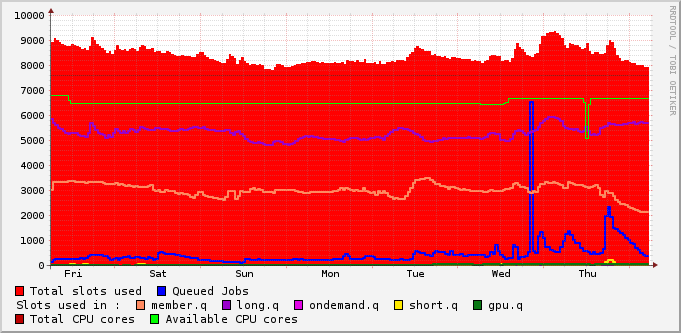 10000
9000
8000
7000
6000
5000
4000
3000
2000
1000
0
Fri Sat Sun Mon Tue Wed Thu
Total slots used Queued Jobs
Slots used in : member.q long.q ondemand.q short.q gpu.q
Total CPU cores Available CPU cores
RRDTOOL / TOBI OETIKER